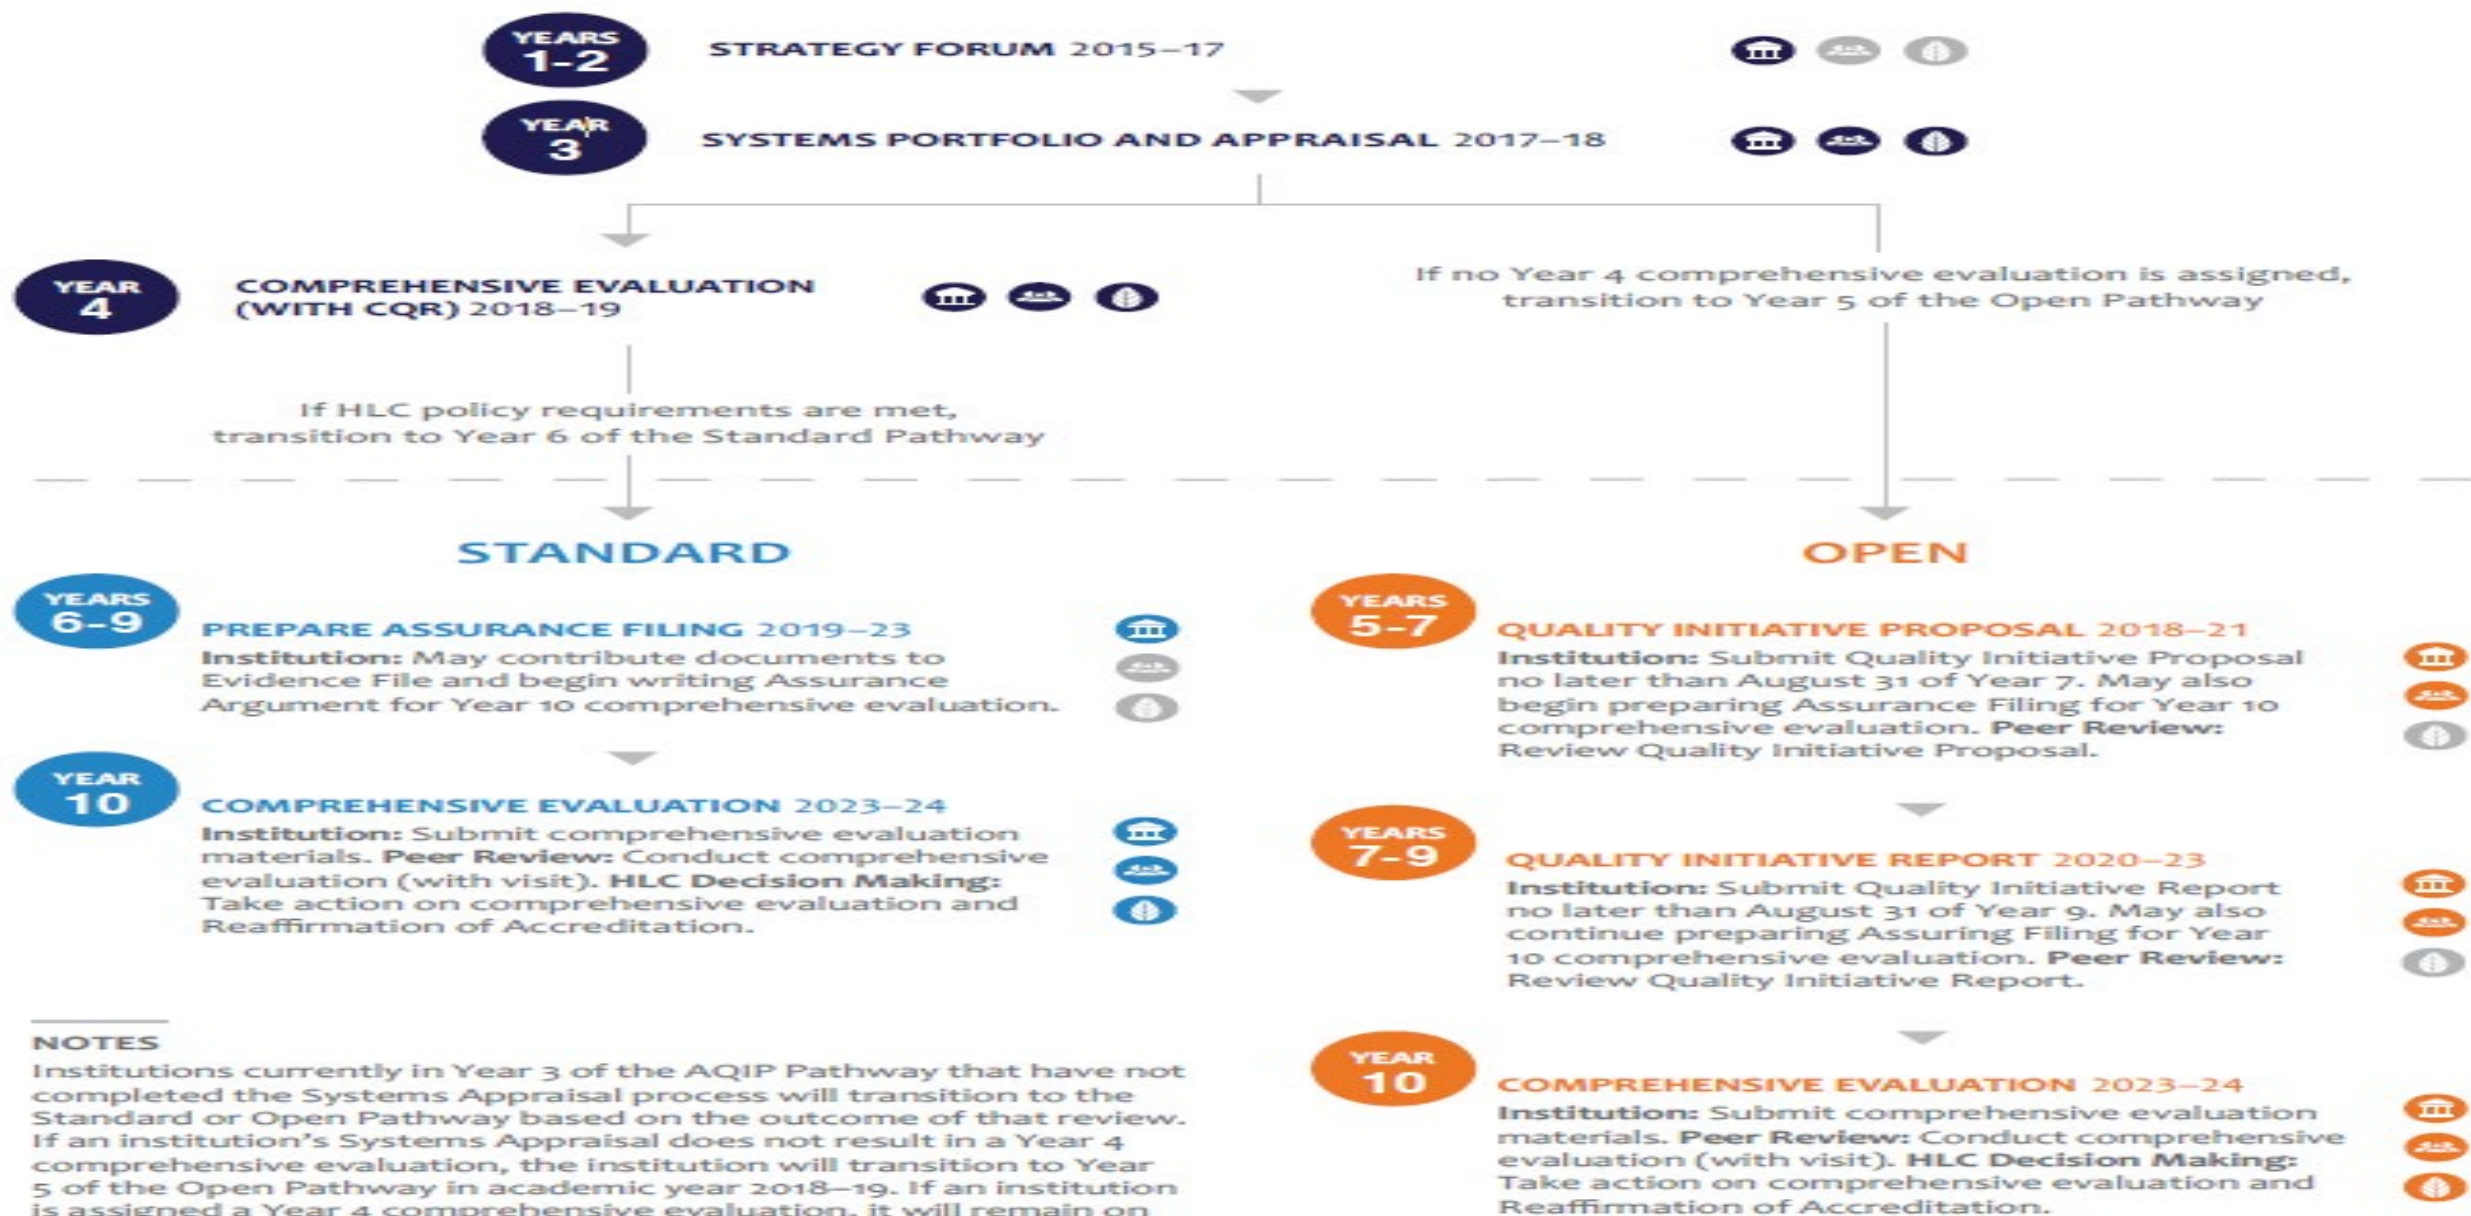 YEARS
1-2
STRATEGY FORUM 2015–17
YEAR
3
SYSTEMS PORTFOLIO AND APPRAISAL 2017–18
YEAR
4
COMPREHENSIVE EVALUATION
(WITH CQR) 2018–19
If no Year 4 comprehensive evaluation is assigned,
transition to Year 5 of the Open Pathway
If HLC policy requirements are met,
transition to Year 6 of the Standard Pathway
STANDARD
YEARS
6-9
PREPARE ASSURANCE FILING 2019–23
Institution: May contribute documents to
Evidence File and begin writing Assurance
Argument for Year 10 comprehensive evaluation.
YEAR
10
COMPREHENSIVE EVALUATION 2023–24
Institution: Submit comprehensive evaluation
materials. Peer Review: Conduct comprehensive
evaluation (with visit). HLC Decision Making:
Take action on comprehensive evaluation and
Reaffirmation of Accreditation.
OPEN
YEARS
5-7
QUALITY INITIATIVE PROPOSAL 2018–21
Institution: Submit Quality Initiative Proposal
no later than August 31 of Year 7. May also
begin preparing Assurance Filing for Year 10
comprehensive evaluation. Peer Review:
Review Quality Initiative Proposal.
YEARS
7-9
QUALITY INITIATIVE REPORT 2020–23
Institution: Submit Quality Initiative Report
no later than August 31 of Year 9. May also
continue preparing Assuring Filing for Year
10 comprehensive evaluation. Peer Review:
Review Quality Initiative Report.
YEAR
10
COMPREHENSIVE EVALUATION 2023–24
Institution: Submit comprehensive evaluation
materials. Peer Review: Conduct comprehensive
evaluation (with visit). HLC Decision Making:
Take action on comprehensive evaluation and
Reaffirmation of Accreditation.
NOTES
Institutions currently in Year 3 of the AQIP Pathway that have not
completed the Systems Appraisal process will transition to the
Standard or Open Pathway based on the outcome of that review.
If an institution's Systems Appraisal does not result in a Year 4
comprehensive evaluation, the institution will transition to Year
5 of the Open Pathway in academic year 2018–19. If an institution
is assigned a Year 4 comprehensive evaluation, it will remain on